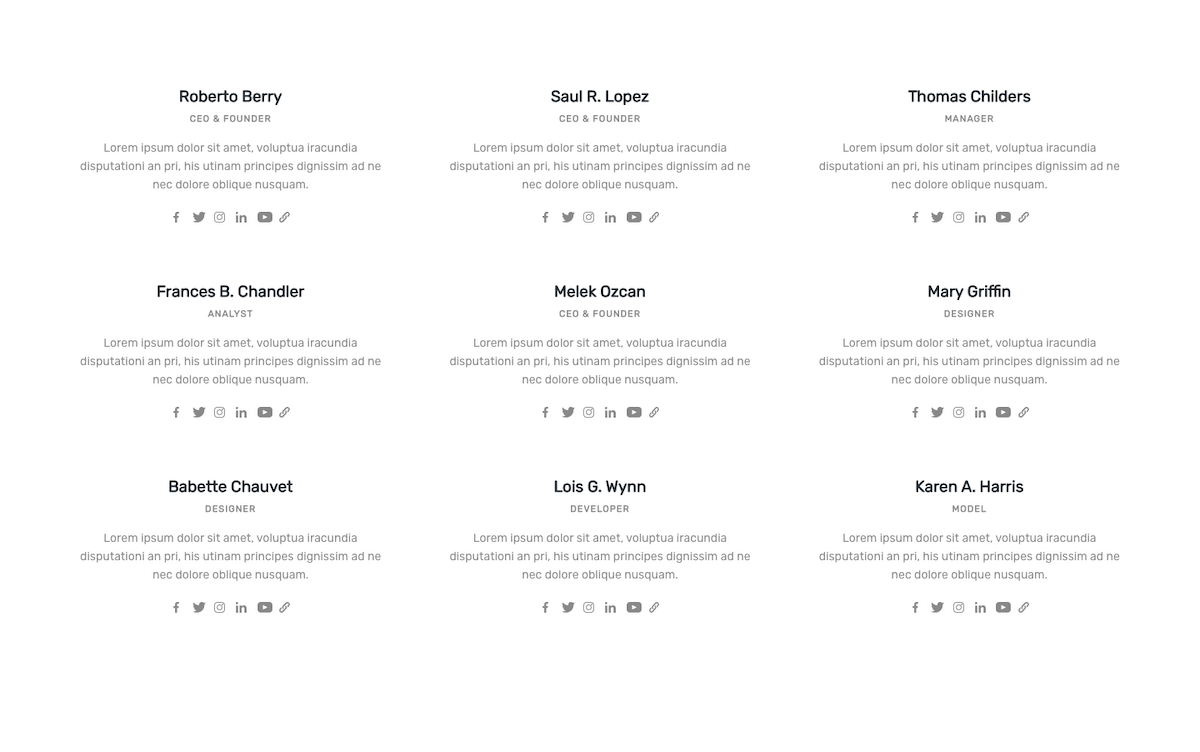 Roberto Berry
CEO & FOUNDER
Lorem ipsum dolor sit amet, voluptua iracundia
disputationi an pri, his utinam principes dignissim ad ne
nec dolore oblique nusquam.
Saul R. Lopez
CEO & FOUNDER
Lorem ipsum dolor sit amet, voluptua iracundia
disputationi an pri, his utinam principes dignissim ad ne
nec dolore oblique nusquam.
Thomas Childers
MANAGER
Lorem ipsum dolor sit amet, voluptua iracundia
disputationi an pri, his utinam principes dignissim ad ne
nec dolore oblique nusquam.
Frances B. Chandler
ANALYST
Lorem ipsum dolor sit amet, voluptua iracundia
disputationi an pri, his utinam principes dignissim ad ne
nec dolore oblique nusquam.
Melek Ozcan
CEO & FOUNDER
Lorem ipsum dolor sit amet, voluptua iracundia
disputationi an pri, his utinam principes dignissim ad ne
nec dolore oblique nusquam.
Mary Griffin
DESIGNER
Lorem ipsum dolor sit amet, voluptua iracundia
disputationi an pri, his utinam principes dignissim ad ne
nec dolore oblique nusquam.
Babette Chauvet
DESIGNER
Lorem ipsum dolor sit amet, voluptua iracundia
disputationi an pri, his utinam principes dignissim ad ne
nec dolore oblique nusquam.
Lois G. Wynn
DEVELOPER
Lorem ipsum dolor sit amet, voluptua iracundia
disputationi an pri, his utinam principes dignissim ad ne
nec dolore oblique nusquam.
Karen A. Harris
MODEL
Lorem ipsum dolor sit amet, voluptua iracundia
disputationi an pri, his utinam principes dignissim ad ne
nec dolore oblique nusquam.